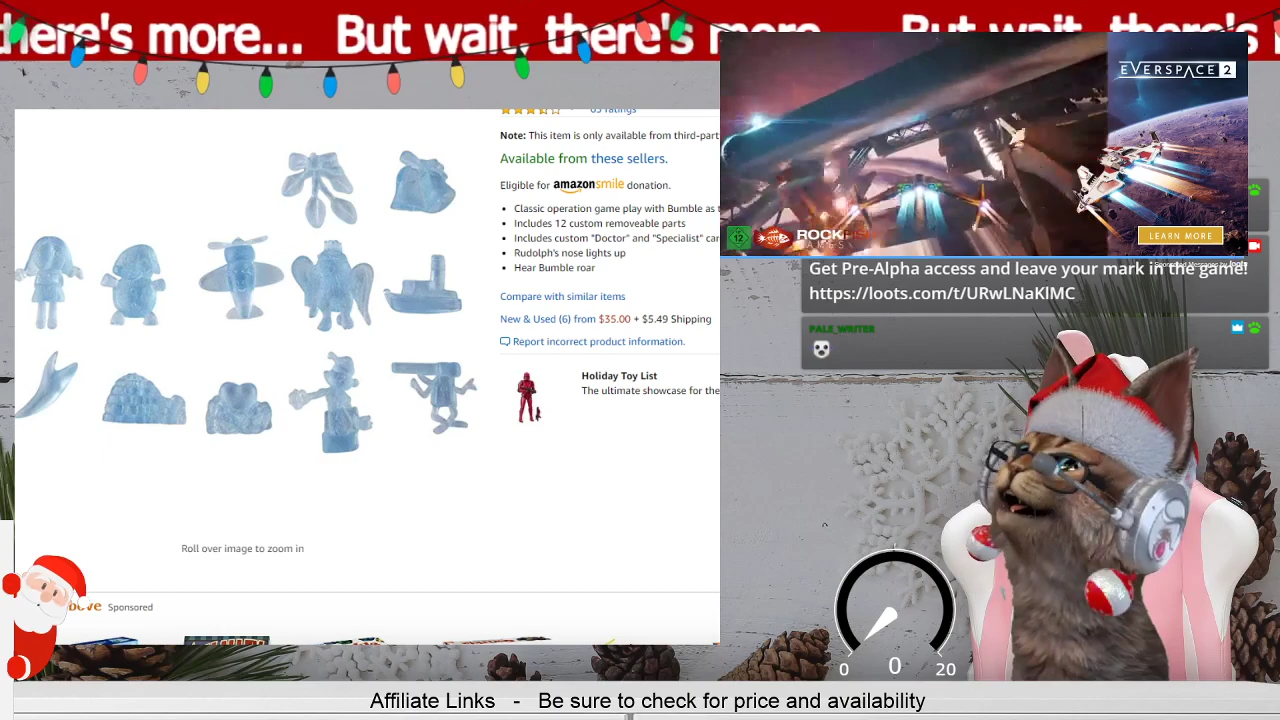 here's more... But wait, there's more... But wait, there's
65 ratings
Note: This item is only available from third-part
Available from these sellers.
Eligible for amazonsmile donation.
Classic operation game play with Bumble as
Includes 12 custom removeable parts
Includes custom "Doctor" and "Specialist" car
Rudolph's nose lights up
Hear Bumble roar
Compare with similar items
New & Used (6) from $35.00 + $5.49 Shipping
Report incorrect product information.
Holiday Toy List
The ultimate showcase for the
Roll over image to zoom in
Sponsored
EVERSPACE 2
12
ROCKFISH
GAMES
LEARN MORE
Get Pre-Alpha access and leave your mark in the game!
https://loots.com/t/URwLNaKlMC
PALE_WRITER
0 0 20
Affiliate Links - Be sure to check for price and availability